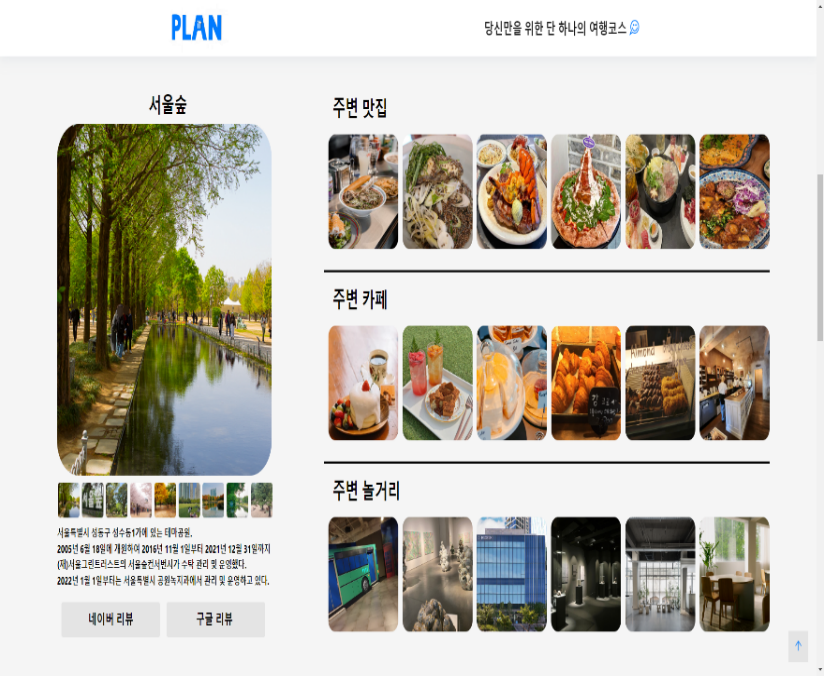 PLAN
당신만을 위한 단 하나의 여행코스
서울숲
서울특별시 성동구 성수동1가에 있는 테마공원.
2005년 6월 18일에 개원하여 2016년 11월 1일부터 2021년 12월 31일까지
(재)서울그린트러스트의 서울숲컨서번시가 수탁 관리 및 운영했다.
2022년 1월 1일부터는 서울특별시 공원녹지과에서 관리 및 운영하고 있다.
네이버 리뷰
구글 리뷰
주변 맛집
주변 카페
주변 놀거리